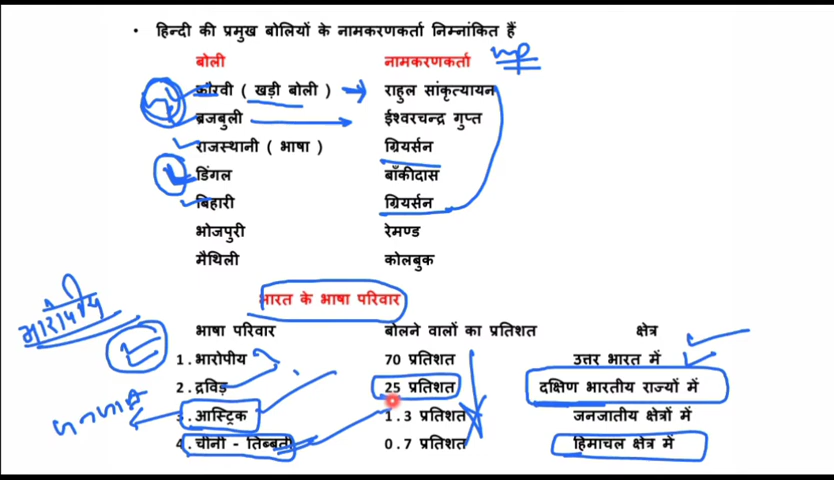 • हिन्दी की प्रमुख बोलियों के नामकरणकर्ता निम्नांकित हैं
बोली नामकरणकर्ता
कौरवी ( खड़ी बोली ) राहुल सांकृत्यायन
ब्रजबुली ईश्वरचन्द्र गुप्त
राजस्थानी ( भाषा ) ग्रियर्सन
डिंगल बाँकीदास
बिहारी ग्रियर्सन
भोजपुरी रेमण्ड
मैथिली कोलबुक
भारत के भाषा परिवार
भाषा परिवार बोलने वालों का प्रतिशत क्षेत्र
1. भारोपीय 70 प्रतिशत उत्तर भारत में
2. द्रविड़ 25 प्रतिशत दक्षिण भारतीय राज्यों में
3. आस्ट्रिक 1.3 प्रतिशत जनजातीय क्षेत्रों में
4. चीनी - तिब्बती 0.7 प्रतिशत हिमाचल क्षेत्र में